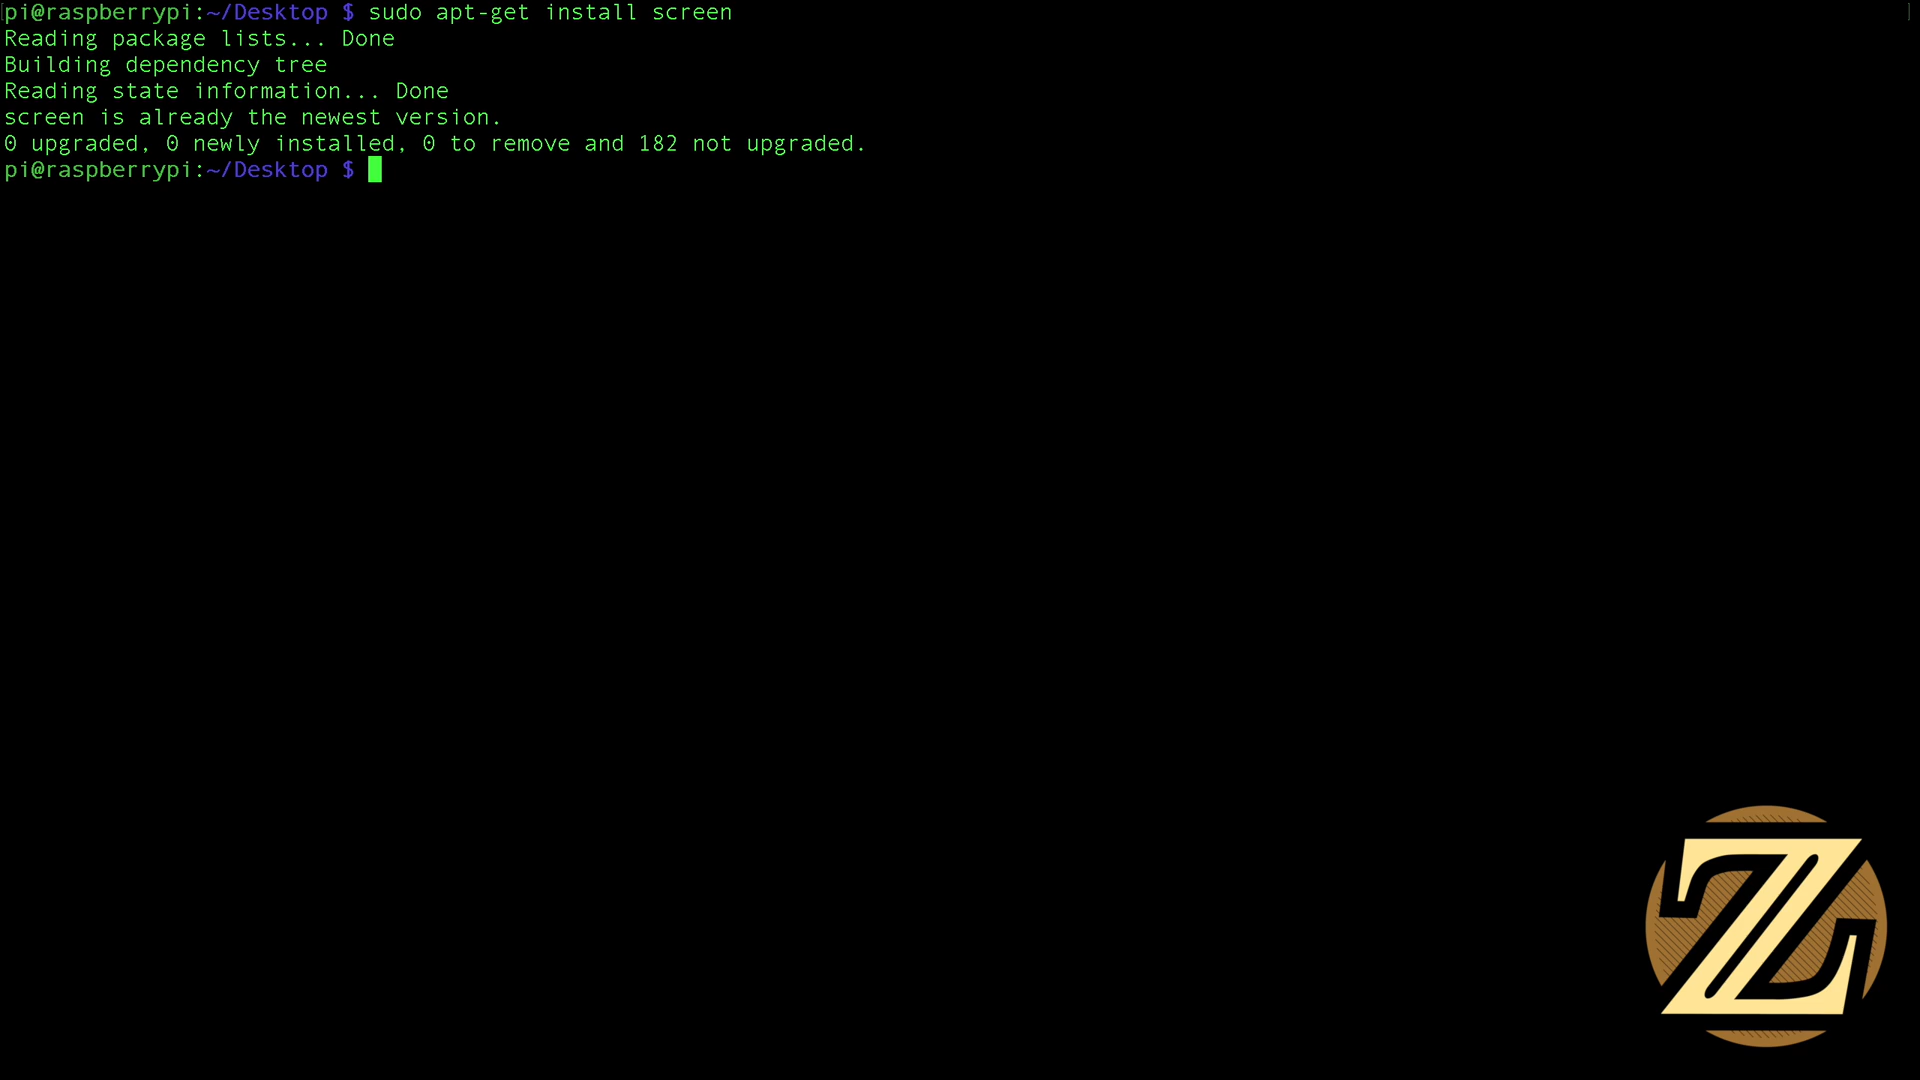 pi@raspberrypi:~/Desktop $ sudo apt-get install screen
Reading package lists... Done
Building dependency tree
Reading state information... Done
screen is already the newest version.
0 upgraded, 0 newly installed, 0 to remove and 182 not upgraded.
pi@raspberrypi:~/Desktop $
Z